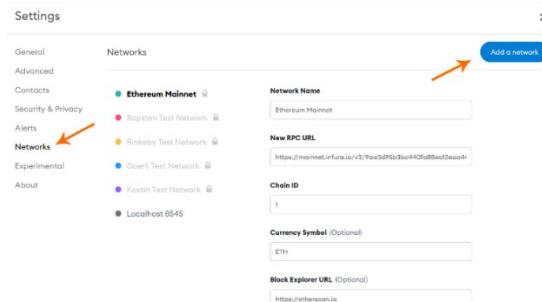 Settings
General
Advanced
Contacts
Security & Privacy
Alerts
Networks
Experimental
About
Networks
Add a network
Ethereum Mainnet
Ropsten Test Network
Rinkeby Test Network
Goerli Test Network
Kovan Test Network
Localhost 8545
Network Name
Ethereum Mainnet
New RPC URL
Chain ID
1
Currency Symbol (Optional)
ETH
Block Explorer URL (Optional)
https://etherscan.io